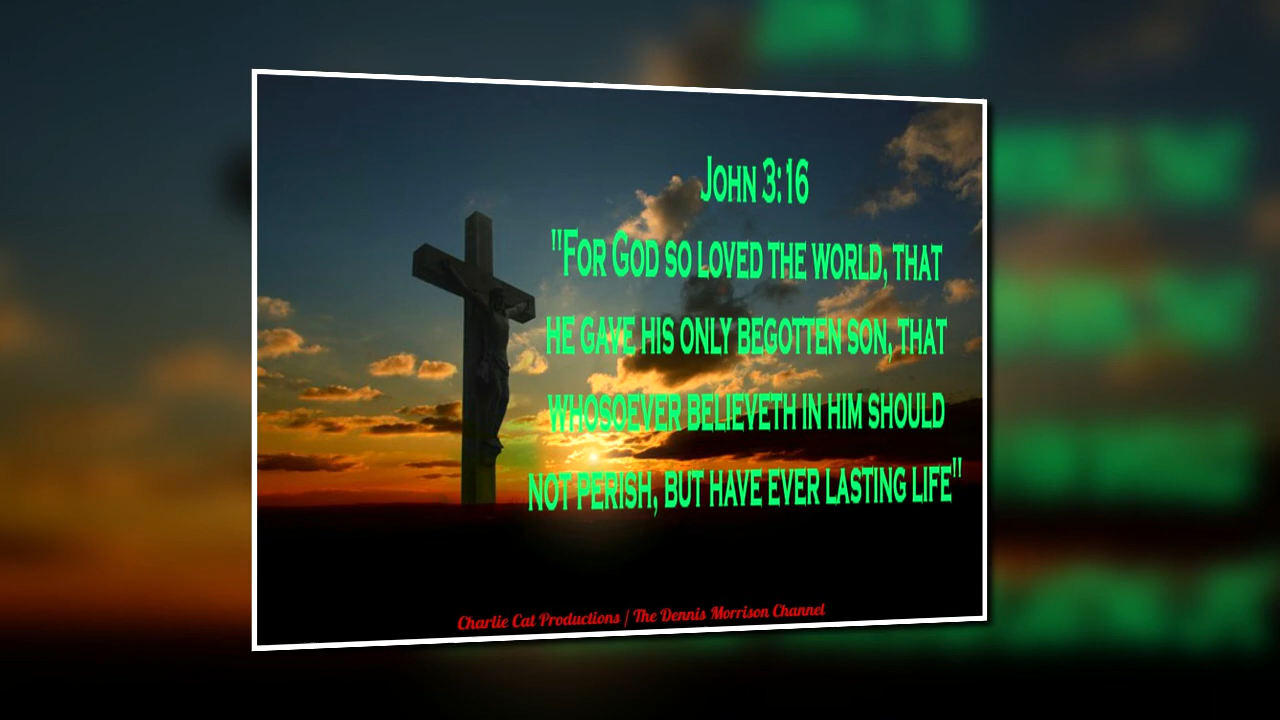 John 3:16
"For God so loved the world, that
he gave his only begotten son, that
whosoever believeth in him should
not perish, but have ever lasting life"
Charlie Cat Productions / The Dennis Morrison Channel